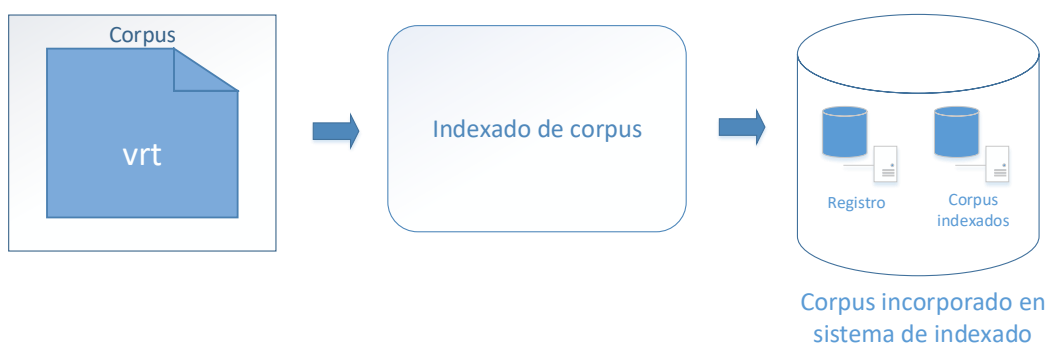 Corpus
vrt
Indexado de corpus
Registro
Corpus
indexados
Corpus incorporado en
sistema de indexado